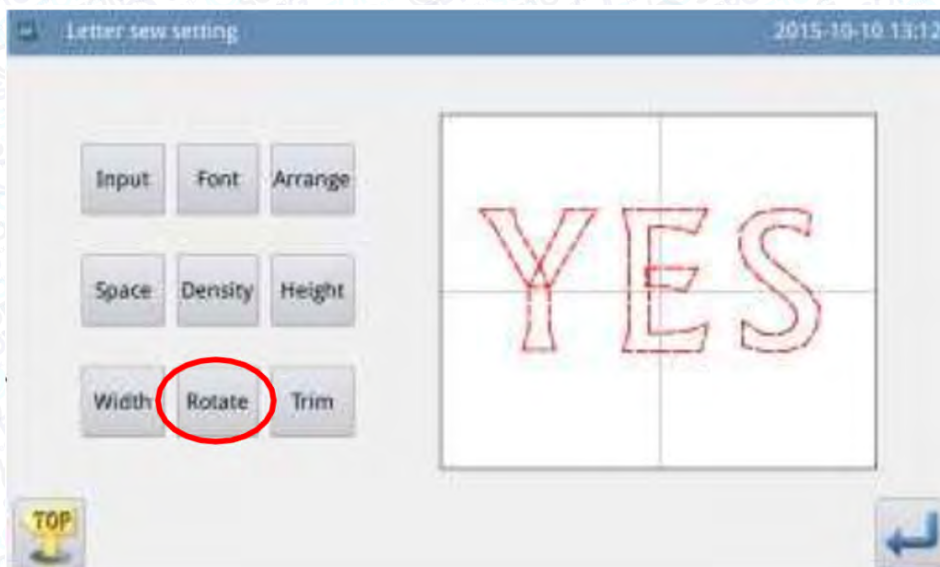 Letter sew setting 2015-10-10 13:12
Input Font Arrange
YES
Space Density Height
Width Rotate Trim
TOP